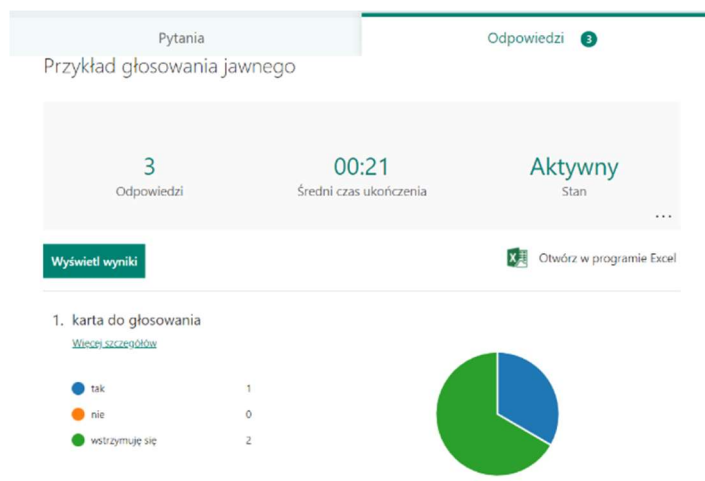 Pytania
Odpowiedzi 3
Przykład głosowania jawnego
3
Odpowiedzi
00:21
Średni czas ukończenia
Aktywny
Stan
...
Wyświetl wyniki
Otwórz w programie Excel
1. karta do głosowania
Więcej szczegółów
tak 1
nie 0
wstrzymuję się 2